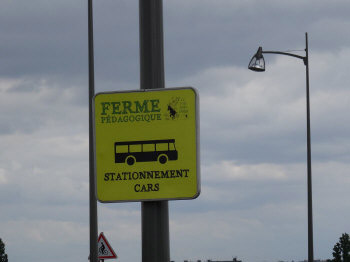 FERME
PÉDAGOGIQUE
STATIONNEMENT
CARS